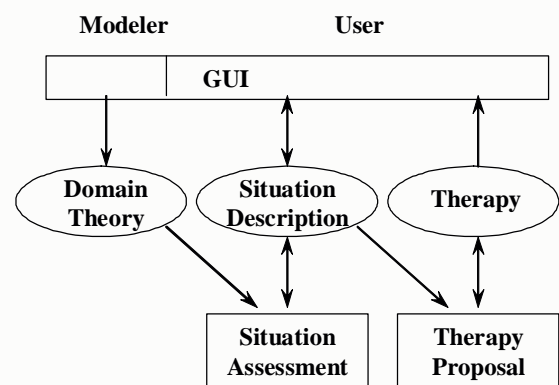 Modeler User
GUI
Domain
Theory
Situation
Description
Therapy
Situation
Assessment
Therapy
Proposal